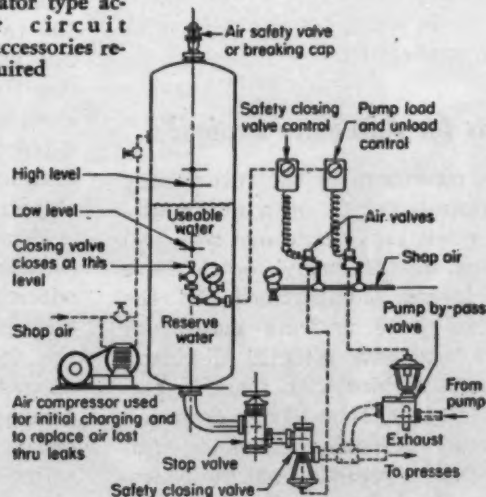 ator type ac-
r circuit
accessories re-
uired
Air safety valve
or breaking cap
Safety closing
valve control
Pump load
and unload
control
High level
Useable
water
Low level
Closing valve
closes at this
level
Air valves
Shop air
Reserve
water
Shop air
Pump by-pass
valve
From
pump
Air compressor used
for initial charging and
to replace air lost
thru leaks
Exhaust
Stop valve
To presses
Safety closing valve